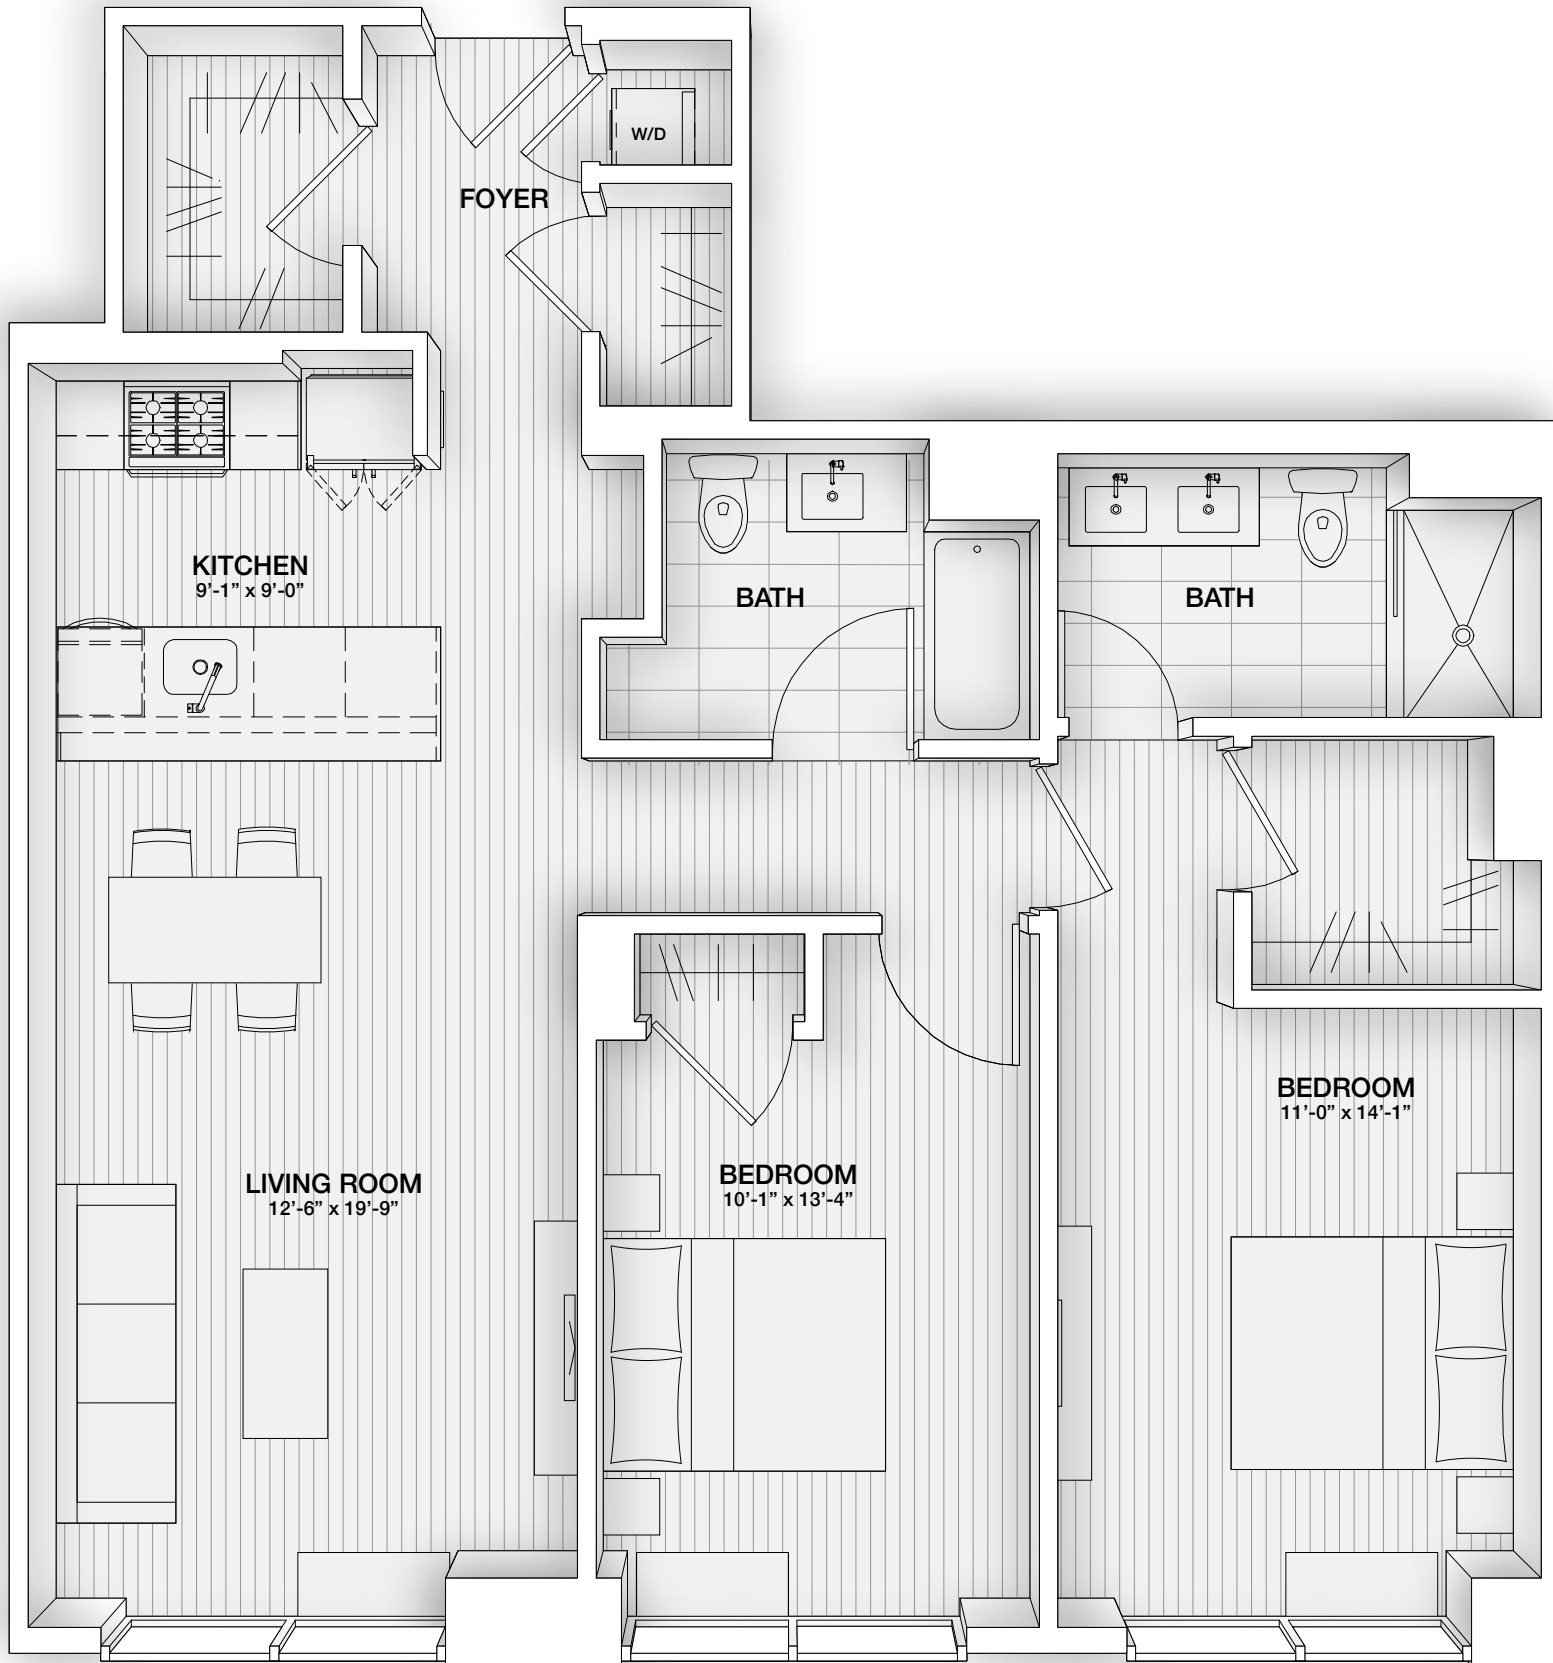 W/D
FOYER
KITCHEN
9’-1” x 9’-0”
BATH
BATH
BEDROOM
11’-0” x 14’-1”
BEDROOM
10’-1” x 13’-4”
LIVING ROOM
12’-6” x 19’-9”